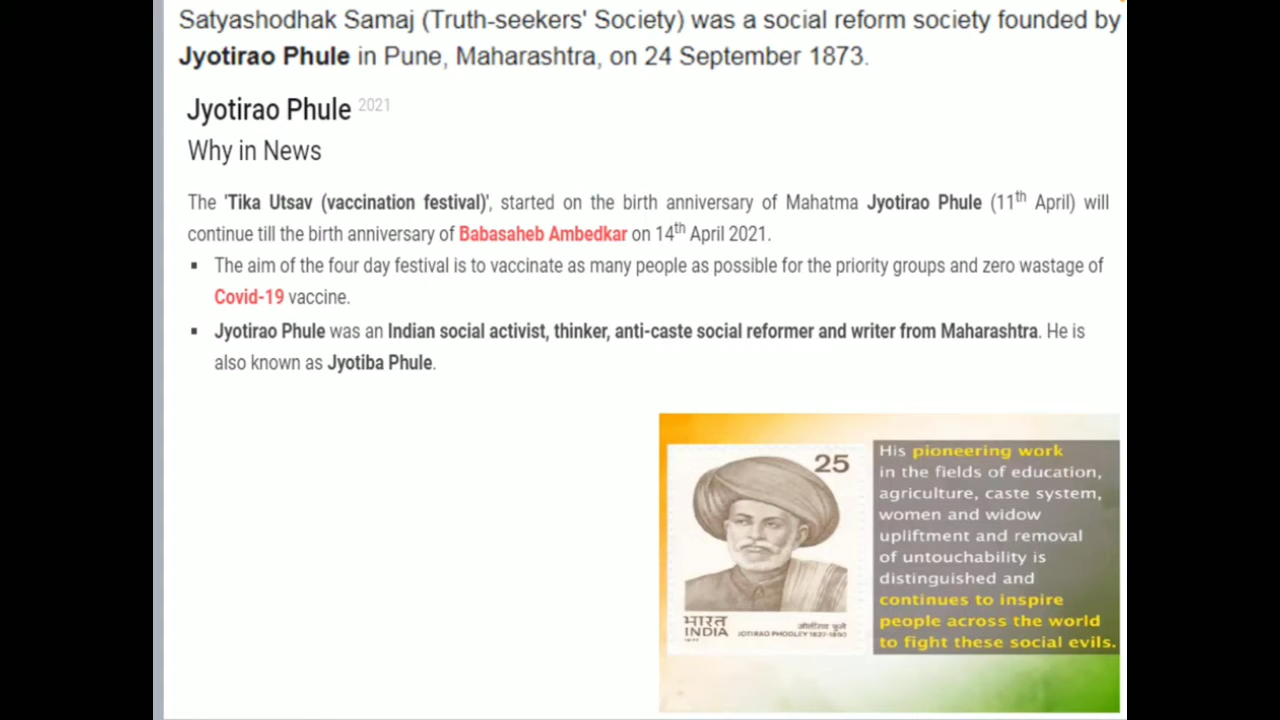 Satyashodhak Samaj (Truth-seekers' Society) was a social reform society founded by
Jyotirao Phule in Pune, Maharashtra, on 24 September 1873.
Jyotirao Phule 2021
Why in News
The 'Tika Utsav (vaccination festival)', started on the birth anniversary of Mahatma Jyotirao Phule (11th April) will
continue till the birth anniversary of Babasaheb Ambedkar on 14th April 2021.
▪ The aim of the four day festival is to vaccinate as many people as possible for the priority groups and zero wastage of
Covid-19 vaccine.
▪ Jyotirao Phule was an Indian social activist, thinker, anti-caste social reformer and writer from Maharashtra. He is
also known as Jyotiba Phule.
25
भारत
INDIA
JOTIRAO PHOOLEY 1827-1890
His pioneering work
in the fields of education,
agriculture, caste system,
women and widow
upliftment and removal
of untouchability is
distinguished and
continues to inspire
people across the world
to fight these social evils.